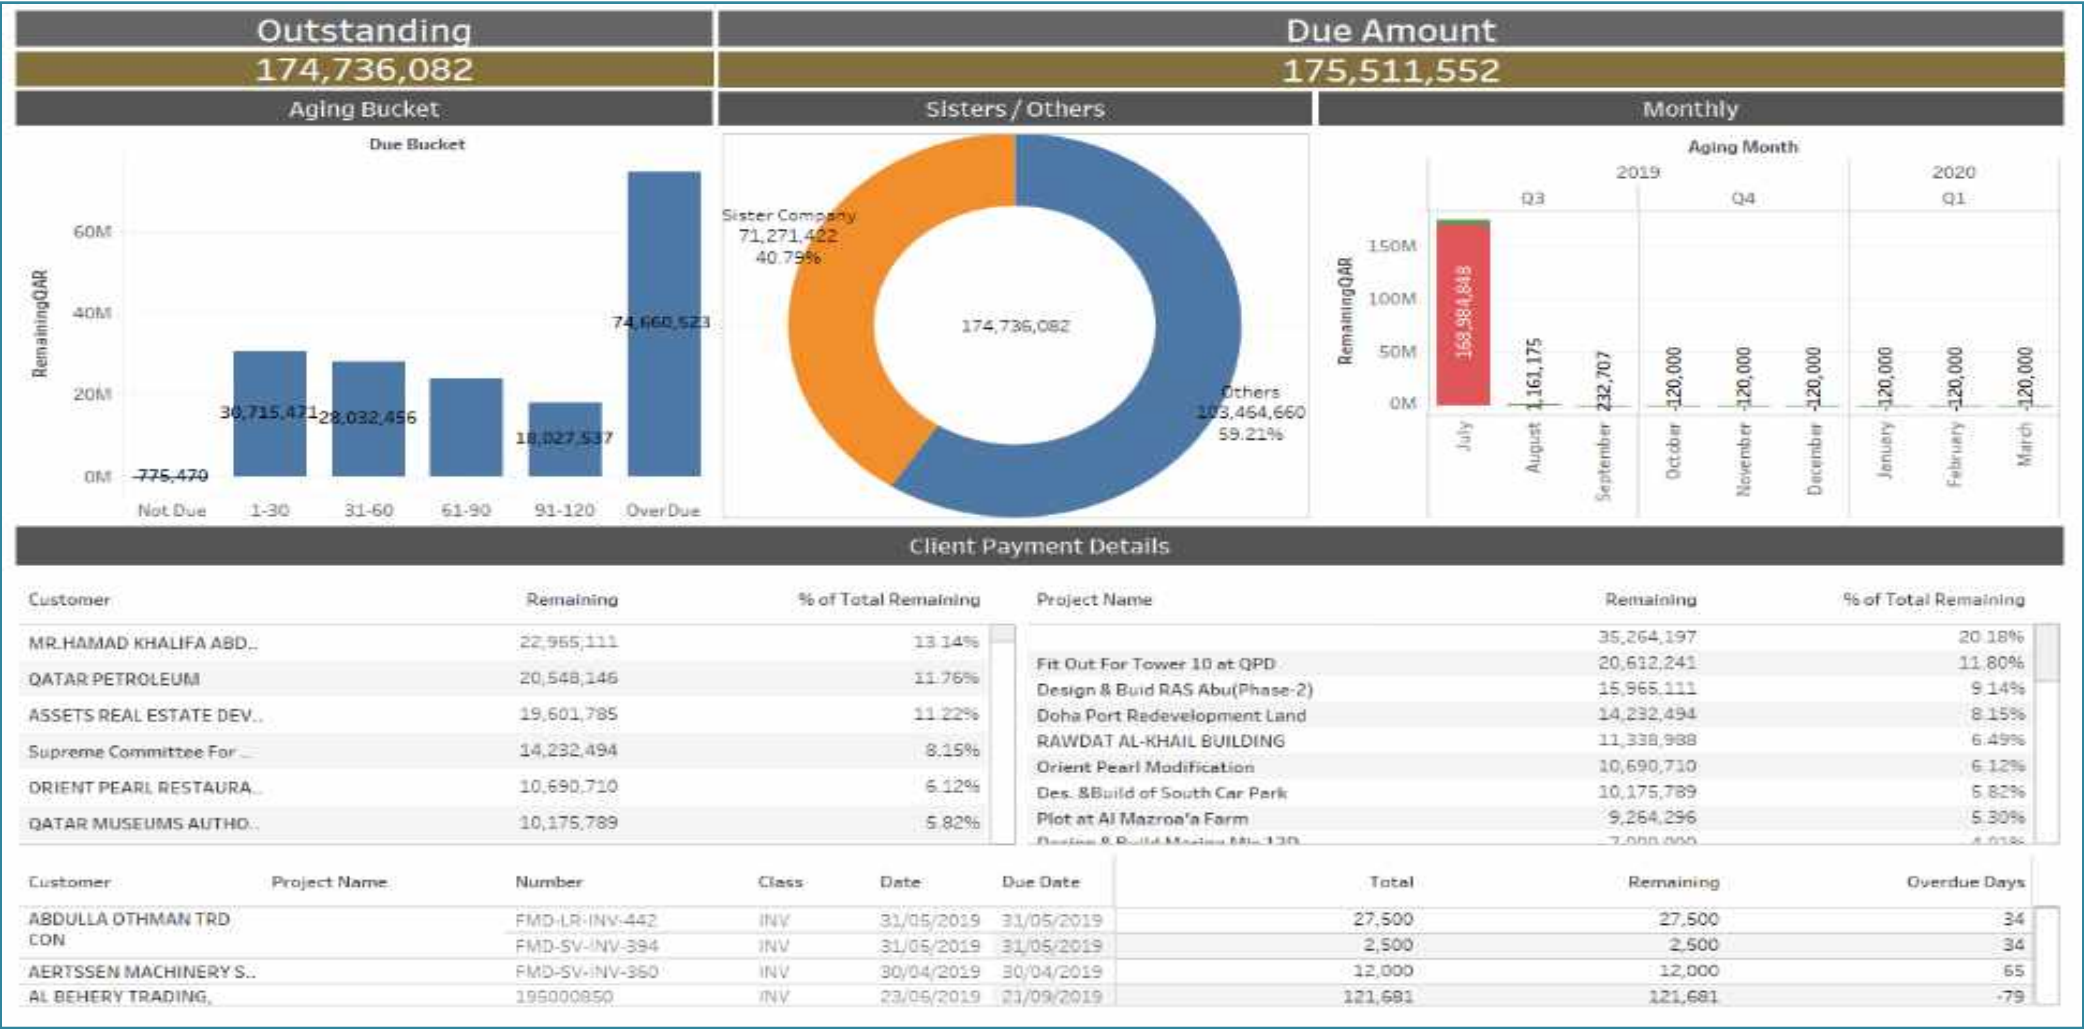 Outstanding
Due Amount
174,736,082
175,511,552
Aging Bucket
Sisters / Others
Monthly
Due Bucket
RemainingQAR
60M
40M
20M
0M
-775,470
30,715,471
28,032,456
18,027,537
74,660,523
Not Due
1-30
31-60
61-90
91-120
OverDue
Sister Company
71,271,422
40.79%
174,736,082
Others
103,464,660
59.21%
Aging Month
2019
2020
Q3
Q4
Q1
RemainingQAR
150M
100M
50M
0M
168,984,848
1,161,175
232,707
-120,000
-120,000
-120,000
-120,000
-120,000
-120,000
July
August
September
October
November
December
January
February
March
Client Payment Details
Customer Remaining % of Total Remaining
MR.HAMAD KHALIFA ABD.. 22,965,111 13.14%
QATAR PETROLEUM 20,548,146 11.76%
ASSETS REAL ESTATE DEV.. 19,601,785 11.22%
Supreme Committee For .. 14,232,494 8.15%
ORIENT PEARL RESTAURA.. 10,690,710 6.12%
QATAR MUSEUMS AUTHO.. 10,175,789 5.82%
Project Name Remaining % of Total Remaining
35,264,197 20.18%
Fit Out For Tower 10 at QPD 20,612,241 11.80%
Design & Buid RAS Abu(Phase-2) 15,965,111 9.14%
Doha Port Redevelopment Land 14,232,494 8.15%
RAWDAT AL-KHAIL BUILDING 11,338,988 6.49%
Orient Pearl Modification 10,690,710 6.12%
Des. &Build of South Car Park 10,175,789 5.82%
Plot at Al Mazroa'a Farm 9,264,296 5.30%
Customer Project Name Number Class Date Due Date Total Remaining Overdue Days
ABDULLA OTHMAN TRD FMD-LR-INV-442 INV 31/05/2019 31/05/2019 27,500 27,500 34
CON FMD-SV-INV-394 INV 31/05/2019 31/05/2019 2,500 2,500 34
AERTSSEN MACHINERY S.. FMD-SV-INV-360 INV 30/04/2019 30/04/2019 12,000 12,000 65
AL BEHERY TRADING, 195000850 INV 23/06/2019 21/09/2019 121,681 121,681 -79